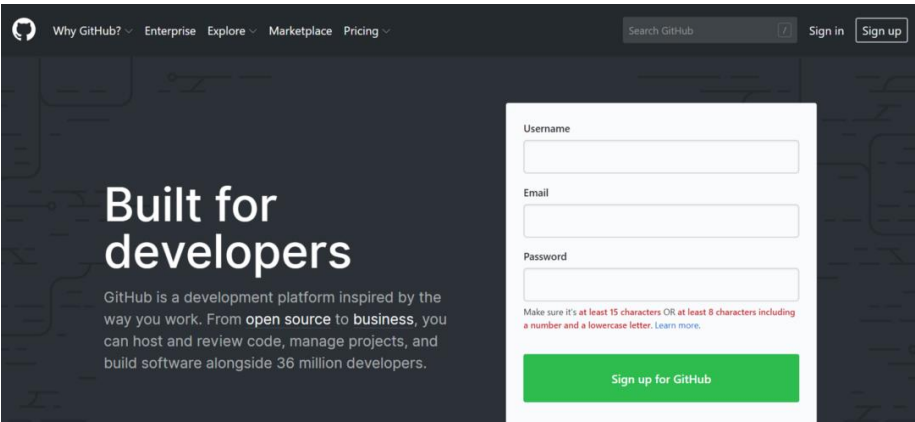 Why GitHub? Enterprise Explore Marketplace Pricing Search GitHub / Sign in Sign up
Built for
developers
GitHub is a development platform inspired by the
way you work. From open source to business, you
can host and review code, manage projects, and
build software alongside 36 million developers.
Username
Email
Password
Make sure it's at least 15 characters OR at least 8 characters including
a number and a lowercase letter. Learn more.
Sign up for GitHub